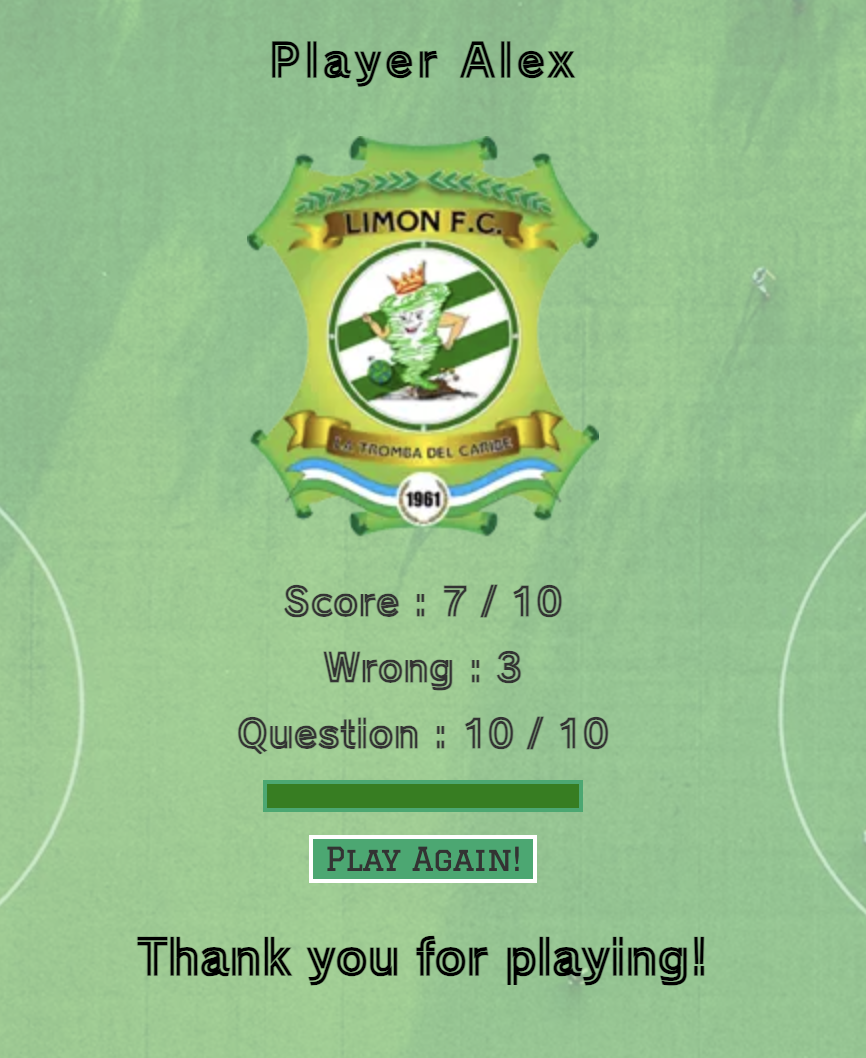 Player Alex
LIMON F.C.
LA TROMBA DEL CARIBE
1961
Score : 7 / 10
Wrong : 3
Question : 10 / 10
Play Again!
Thank you for playing!